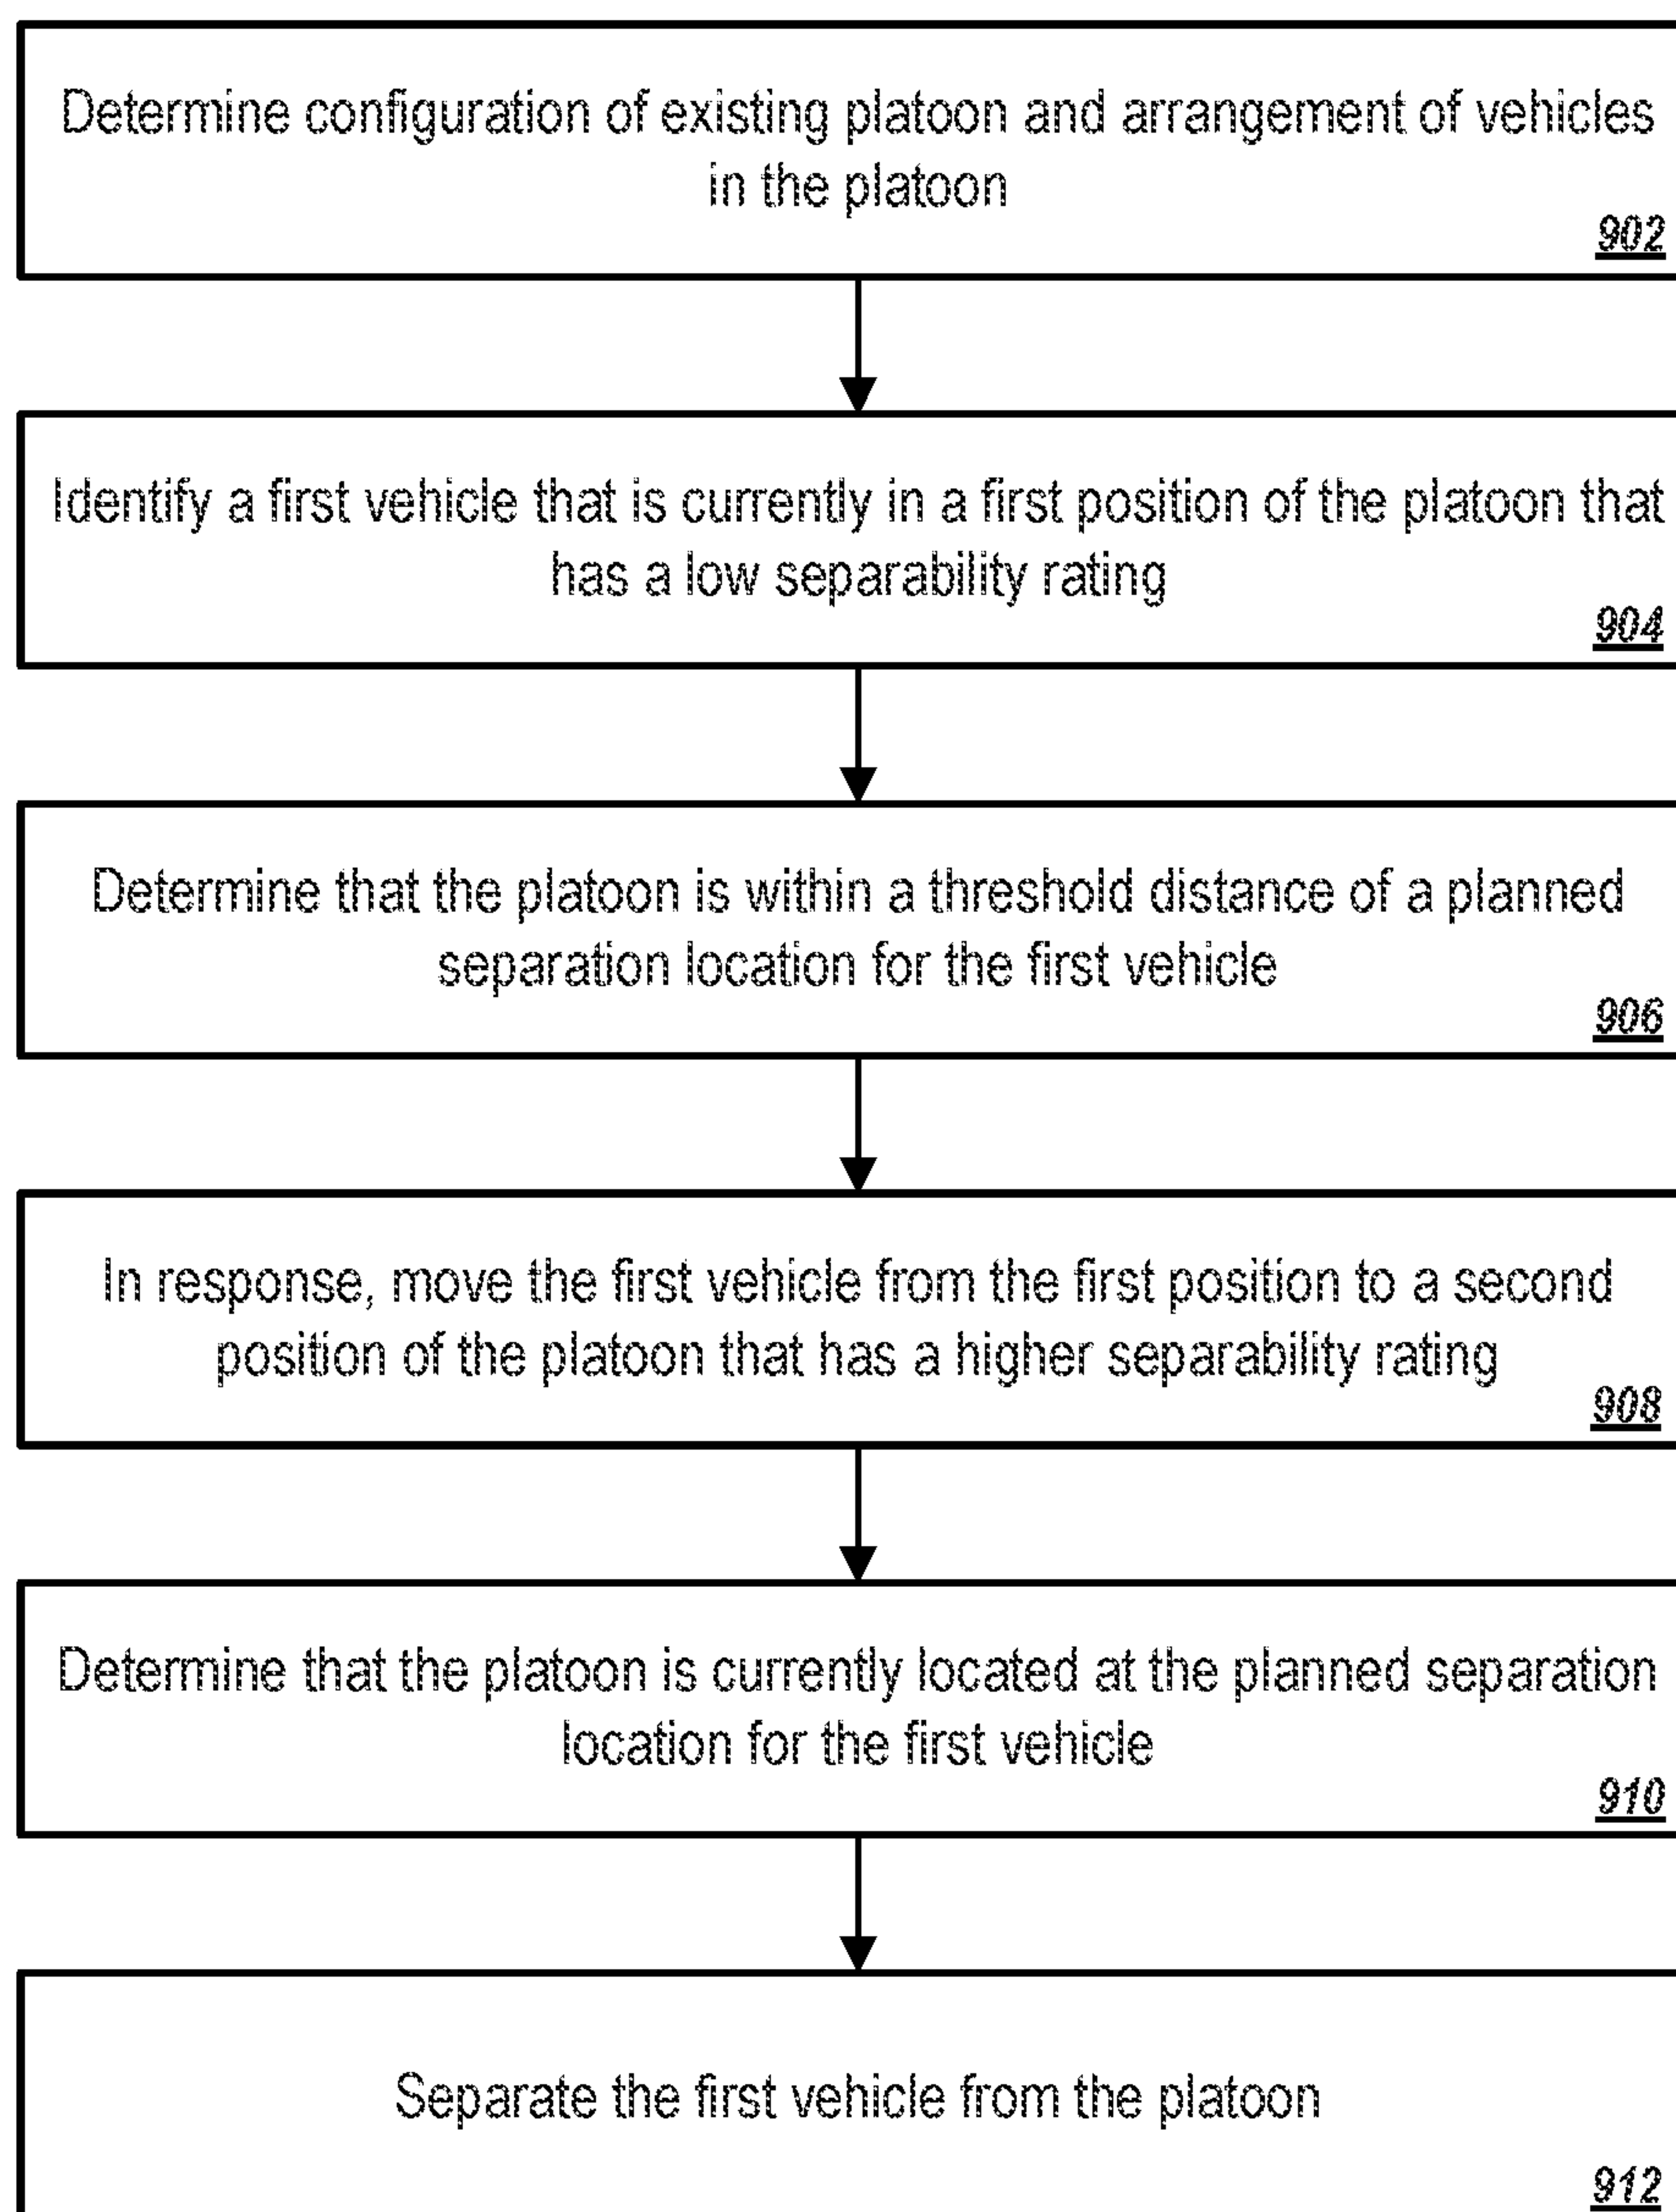 Determine configuration of existing platoon and arrangement of vehicles
in the platoon
902
Identify a first vehicle that is currently in a first position of the platoon that
has a low separability rating
904
Determine that the platoon is within a threshold distance of a planned
separation location for the first vehicle
906
In response, move the first vehicle from the first position to a second
position of the platoon that has a higher separability rating
908
Determine that the platoon is currently located at the planned separation
location for the first vehicle
910
Separate the first vehicle from the platoon
912